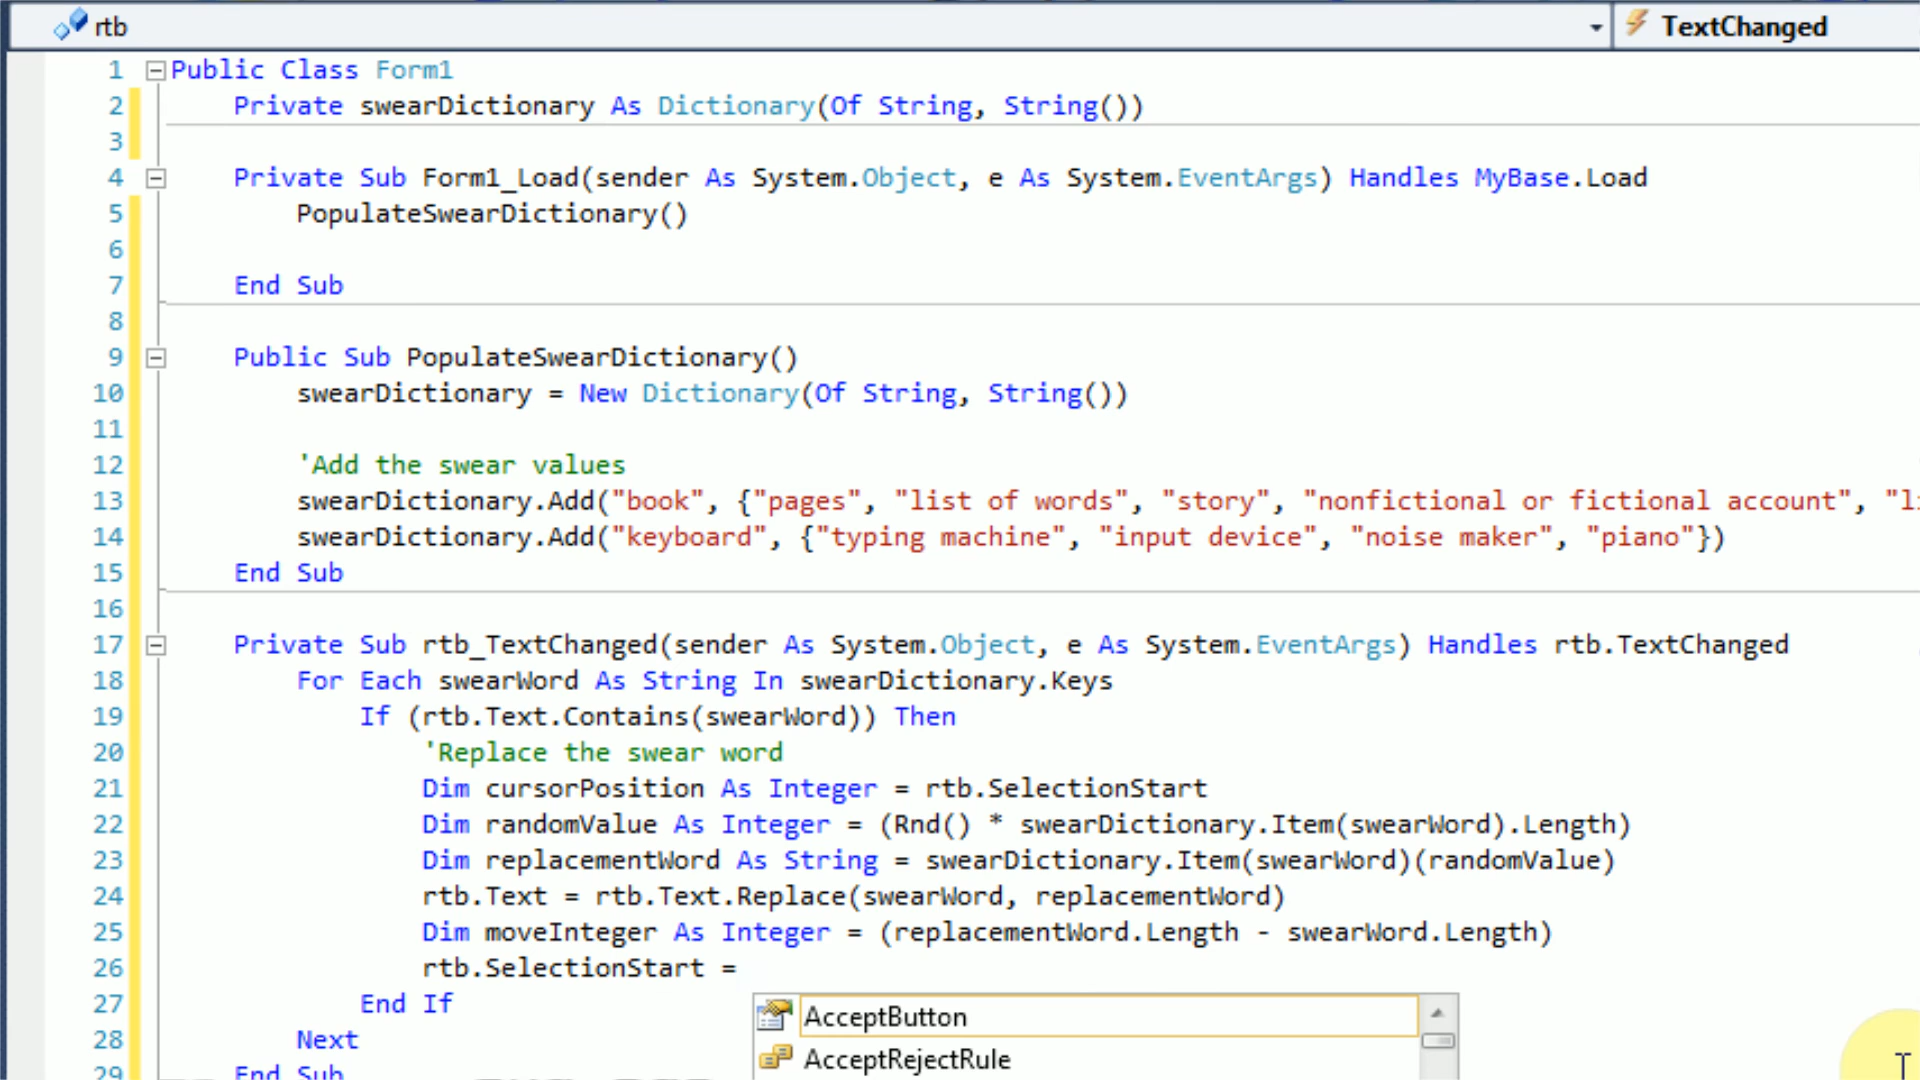 rtb
TextChanged
1 Public Class Form1
2 Private swearDictionary As Dictionary(Of String, String())
3
4 Private Sub Form1_Load(sender As System.Object, e As System.EventArgs) Handles MyBase.Load
5 PopulateSwearDictionary()
6
7 End Sub
8
9 Public Sub PopulateSwearDictionary()
10 swearDictionary = New Dictionary(Of String, String())
11
12 'Add the swear values
13 swearDictionary.Add("book", {"pages", "list of words", "story", "nonfictional or fictional account",
14 swearDictionary.Add("keyboard", {"typing machine", "input device", "noise maker", "piano"})
15 End Sub
16
17 Private Sub rtb_TextChanged(sender As System.Object, e As System.EventArgs) Handles rtb.TextChanged
18 For Each swearWord As String In swearDictionary.Keys
19 If (rtb.Text.Contains(swearWord)) Then
20 'Replace the swear word
21 Dim cursorPosition As Integer = rtb.SelectionStart
22 Dim randomValue As Integer = (Rnd() * swearDictionary.Item(swearWord).Length)
23 Dim replacementWord As String = swearDictionary.Item(swearWord)(randomValue)
24 rtb.Text = rtb.Text.Replace(swearWord, replacementWord)
25 Dim moveInteger As Integer = (replacementWord.Length - swearWord.Length)
26 rtb.SelectionStart =
27 End If
AcceptButton
28 Next
AcceptRejectRule
29 End Sub